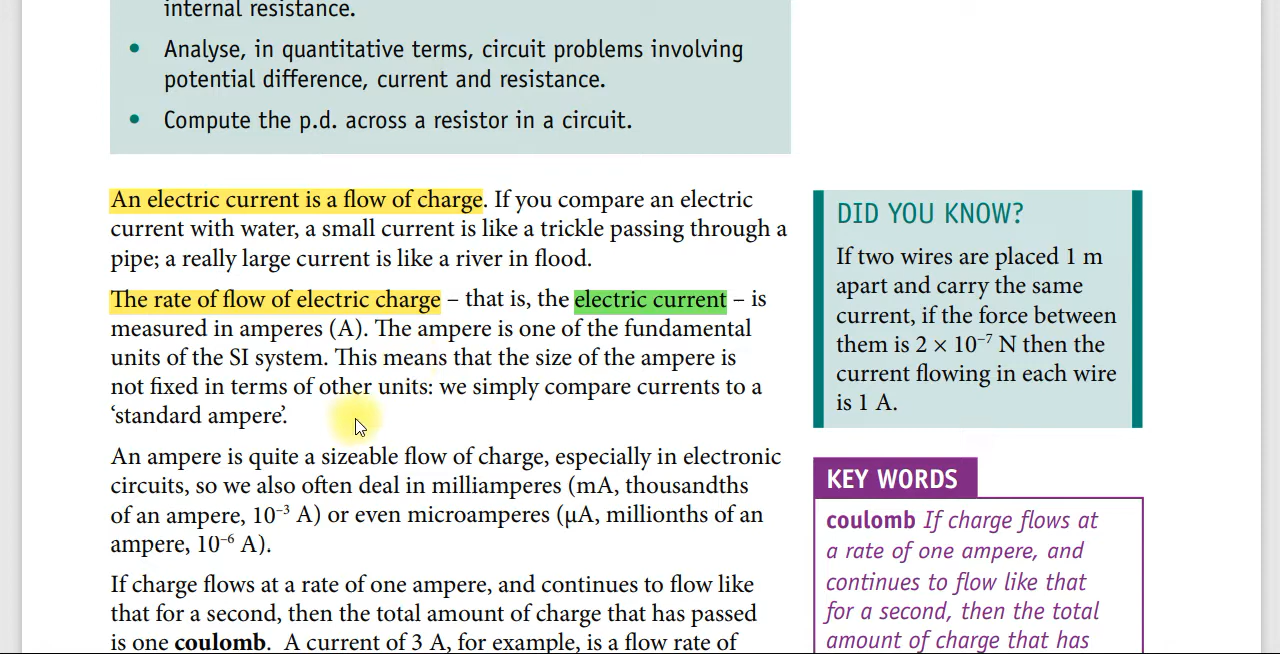 internal resistance.
• Analyse, in quantitative terms, circuit problems involving
potential difference, current and resistance.
• Compute the p.d. across a resistor in a circuit.
An electric current is a flow of charge. If you compare an electric
current with water, a small current is like a trickle passing through a
pipe; a really large current is like a river in flood.
The rate of flow of electric charge – that is, the electric current – is
measured in amperes (A). The ampere is one of the fundamental
units of the SI system. This means that the size of the ampere is
not fixed in terms of other units: we simply compare currents to a
‘standard ampere’.
An ampere is quite a sizeable flow of charge, especially in electronic
circuits, so we also often deal in milliamperes (mA, thousandths
of an ampere, 10⁻³ A) or even microamperes (μA, millionths of an
ampere, 10⁻⁶ A).
If charge flows at a rate of one ampere, and continues to flow like
that for a second, then the total amount of charge that has passed
is one coulomb. A current of 3 A, for example, is a flow rate of
DID YOU KNOW?
If two wires are placed 1 m
apart and carry the same
current, if the force between
them is 2 × 10⁻⁷ N then the
current flowing in each wire
is 1 A.
KEY WORDS
coulomb If charge flows at
a rate of one ampere, and
continues to flow like that
for a second, then the total
amount of charge that has